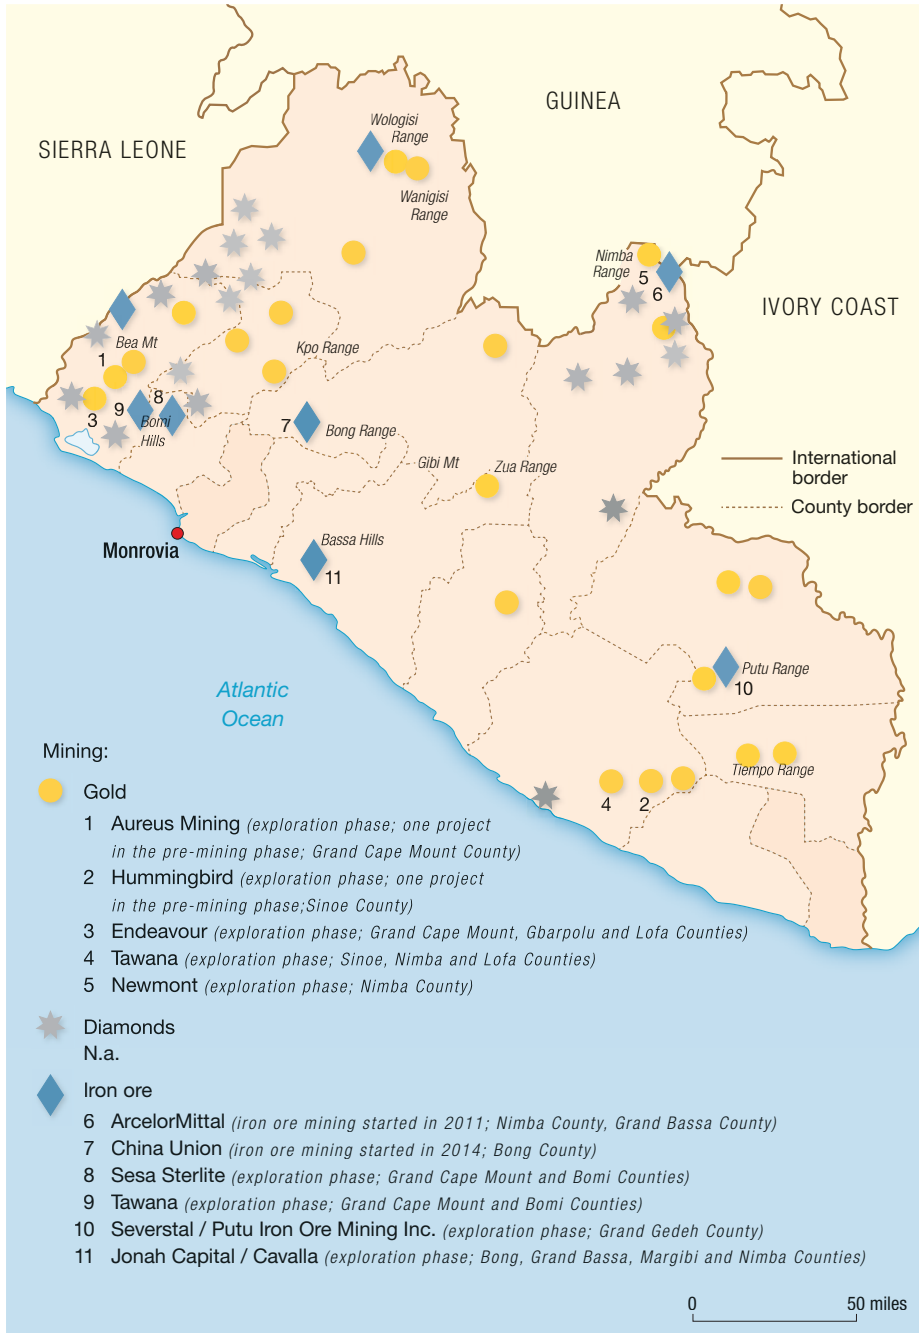 GUINEA
Wologisi
Range
SIERRA LEONE
Wanigisi
Range
Nimba
Range
5
6
IVORY COAST
Bea Mt
1
Kpo Range
8
9
3
Bomi
Hills
7
Bong Range
Gibi Mt
Zua Range
International
border
County border
Monrovia
Bassa Hills
11
Putu Range
10
Atlantic
Ocean
Tiempo Range
4
2
Mining:
Gold
1 Aureus Mining (exploration phase; one project
in the pre-mining phase; Grand Cape Mount County)
2 Hummingbird (exploration phase; one project
in the pre-mining phase;Sinoe County)
3 Endeavour (exploration phase; Grand Cape Mount, Gbarpolu and Lofa Counties)
4 Tawana (exploration phase; Sinoe, Nimba and Lofa Counties)
5 Newmont (exploration phase; Nimba County)
Diamonds
N.a.
Iron ore
6 ArcelorMittal (iron ore mining started in 2011; Nimba County, Grand Bassa County)
7 China Union (iron ore mining started in 2014; Bong County)
8 Sesa Sterlite (exploration phase; Grand Cape Mount and Bomi Counties)
9 Tawana (exploration phase; Grand Cape Mount and Bomi Counties)
10 Severstal / Putu Iron Ore Mining Inc. (exploration phase; Grand Gedeh County)
11 Jonah Capital / Cavalla (exploration phase; Bong, Grand Bassa, Margibi and Nimba Counties)
0 50 miles